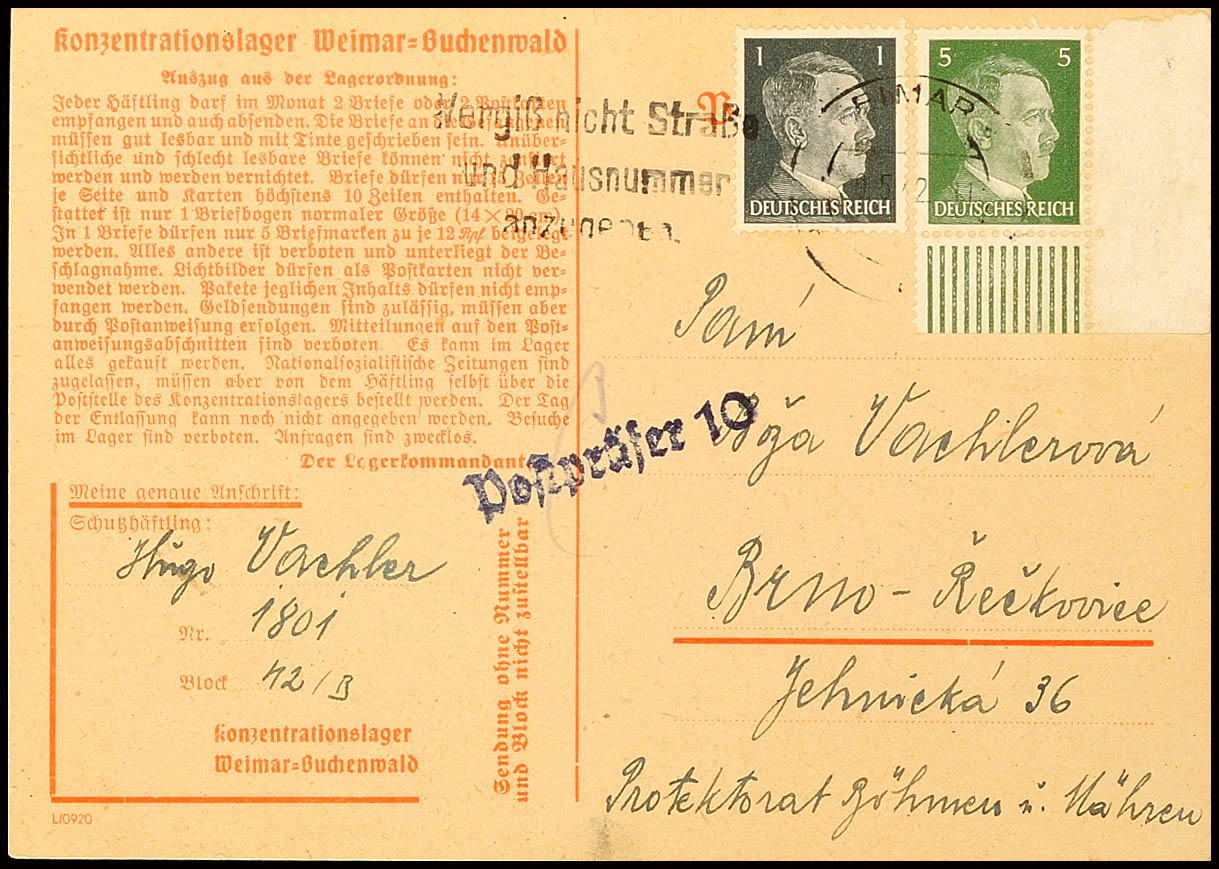 Konzentrationslager Weimar-Buchenwald
Auszug aus der Lagerordnung:
Jeder Häftling darf im Monat 2 Briefe oder 2 Postkarten
empfangen und auch absenden. Die Briefe an
müssen gut lesbar und mit Tinte geschrieben sein. Unüber-
sichtliche und schlecht lesbare Briefe können nicht zensiert
werden und werden vernichtet. Briefe dürfen nur Zeilen
je Seite und Karten höchstens 10 Zeilen enthalten. Ge-
stattet ist nur 1 Briefbogen normaler Größe (14 ×
In 1 Briefe dürfen nur 5 Briefmarken zu je 12 Rpf beigelegt
werden. Alles andere ist verboten und unterliegt der Be-
schlagnahme. Lichtbilder dürfen als Postkarten nicht ver-
wendet werden. Pakete jeglichen Inhalts dürfen nicht emp-
fangen werden. Geldsendungen sind zulässig, müssen aber
durch Postanweisung erfolgen. Mitteilungen auf den Post-
anweisungsabschnitten sind verboten. Es kann im Lager
alles gekauft werden. Nationalsozialistische Zeitungen sind
zugelassen, müssen aber von dem Häftling selbst über die
Poststelle des Konzentrationslagers bestellt werden. Der Tag
der Entlassung kann noch nicht angegeben werden. Besuche
im Lager sind verboten. Anfragen sind zwecklos.
Der Lagerkommandant
Meine genaue Anschrift:
Schutzhäftling:
Hugo Vachler
Nr. 1801
Block 42/B
Konzentrationslager
Weimar-Buchenwald
L/0920
Sendung ohne Nummer
und Block nicht zustellbar
Vergiß nicht Straße
und Hausnummer
anzugeben
Postprüfer 10
1 1
DEUTSCHES REICH
5 5
DEUTSCHES REICH
EIMAR
Paní
Boža Vachlerová
Brno - Řečkovice
Jehnická 36
Protektorat Böhmen u. Mähren